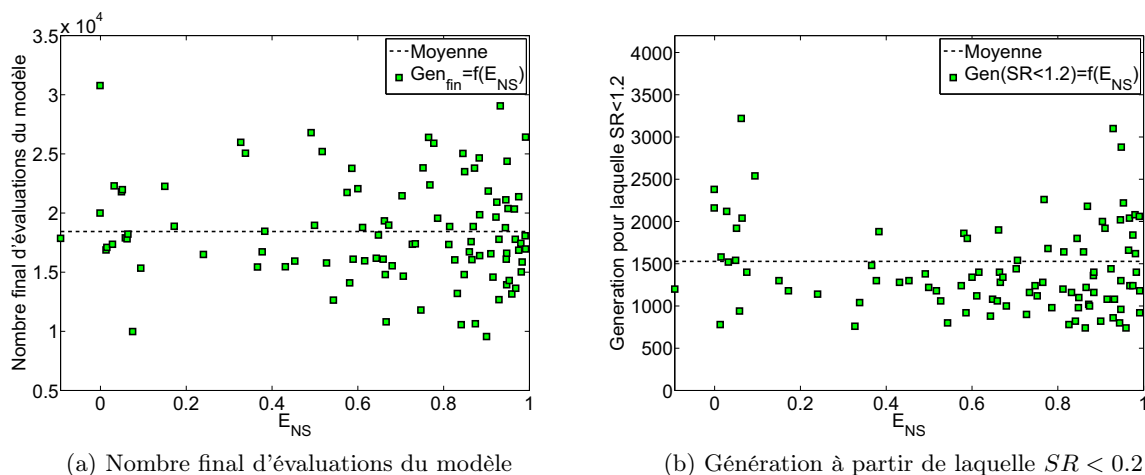 x 10⁴
3.5
3
2.5
2
1.5
1
0.5
0 0.2 0.4 0.6 0.8 1
E_NS
Nombre final d'évaluations du modèle
Moyenne
Gen_fin=f(E_NS)
(a) Nombre final d'évaluations du modèle
4000
3500
3000
2500
2000
1500
1000
500
0
0 0.2 0.4 0.6 0.8 1
E_NS
Generation pour laquelle SR<1.2
Moyenne
Gen(SR<1.2)=f(E_NS)
(b) Génération à partir de laquelle SR < 0.2